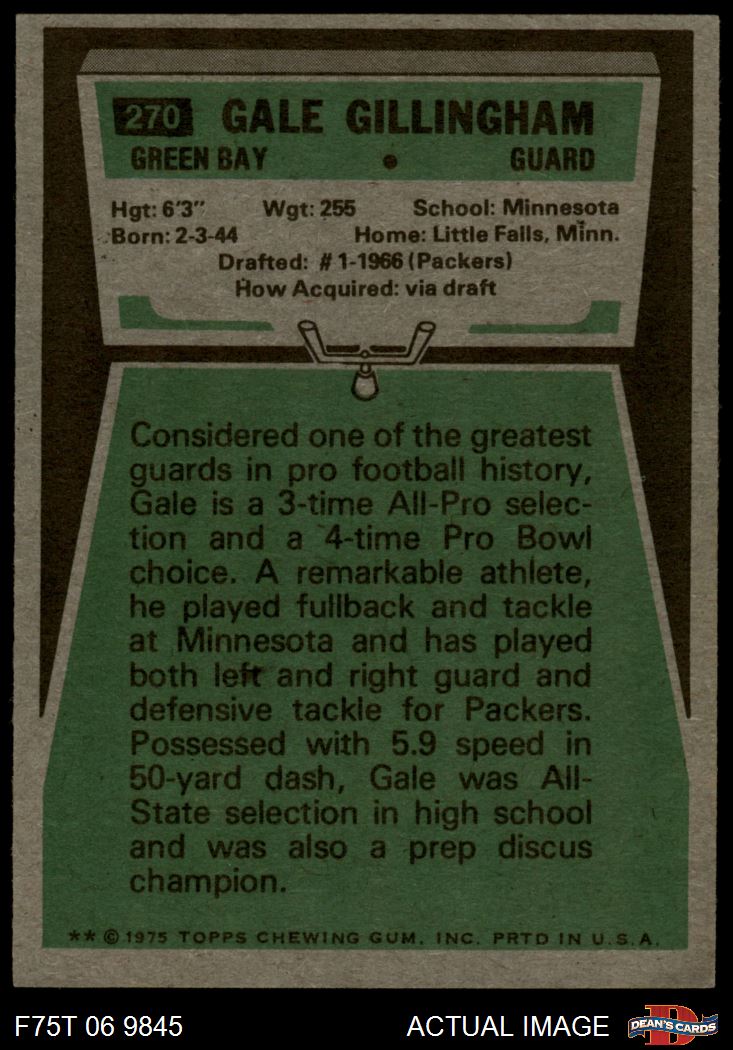 270 GALE GILLINGHAM
GREEN BAY • GUARD
Hgt: 6'3" Wgt: 255 School: Minnesota
Born: 2-3-44 Home: Little Falls, Minn.
Drafted: #1-1966 (Packers)
How Acquired: via draft
Considered one of the greatest
guards in pro football history,
Gale is a 3-time All-Pro selec-
tion and a 4-time Pro Bowl
choice. A remarkable athlete,
he played fullback and tackle
at Minnesota and has played
both left and right guard and
defensive tackle for Packers.
Possessed with 5.9 speed in
50-yard dash, Gale was All-
State selection in high school
and was also a prep discus
champion.
** © 1975 TOPPS CHEWING GUM, INC. PRTD IN U.S.A.
F75T 06 9845 ACTUAL IMAGE DEAN'S CARDS